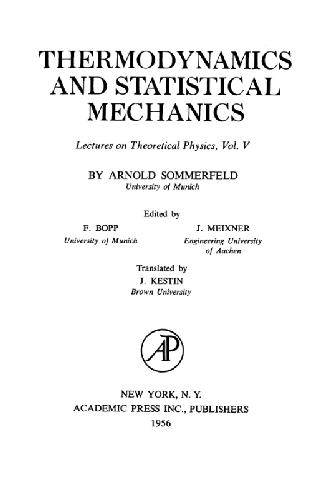 THERMODYNAMICS
AND STATISTICAL
MECHANICS
Lectures on Theoretical Physics, Vol. V
BY ARNOLD SOMMERFELD
University of Munich
Edited by
F. BOPP
University of Munich
J. MEIXNER
Engineering University
of Aachen
Translated by
J. KESTIN
Brown University
AP
NEW YORK, N. Y.
ACADEMIC PRESS INC., PUBLISHERS
1956